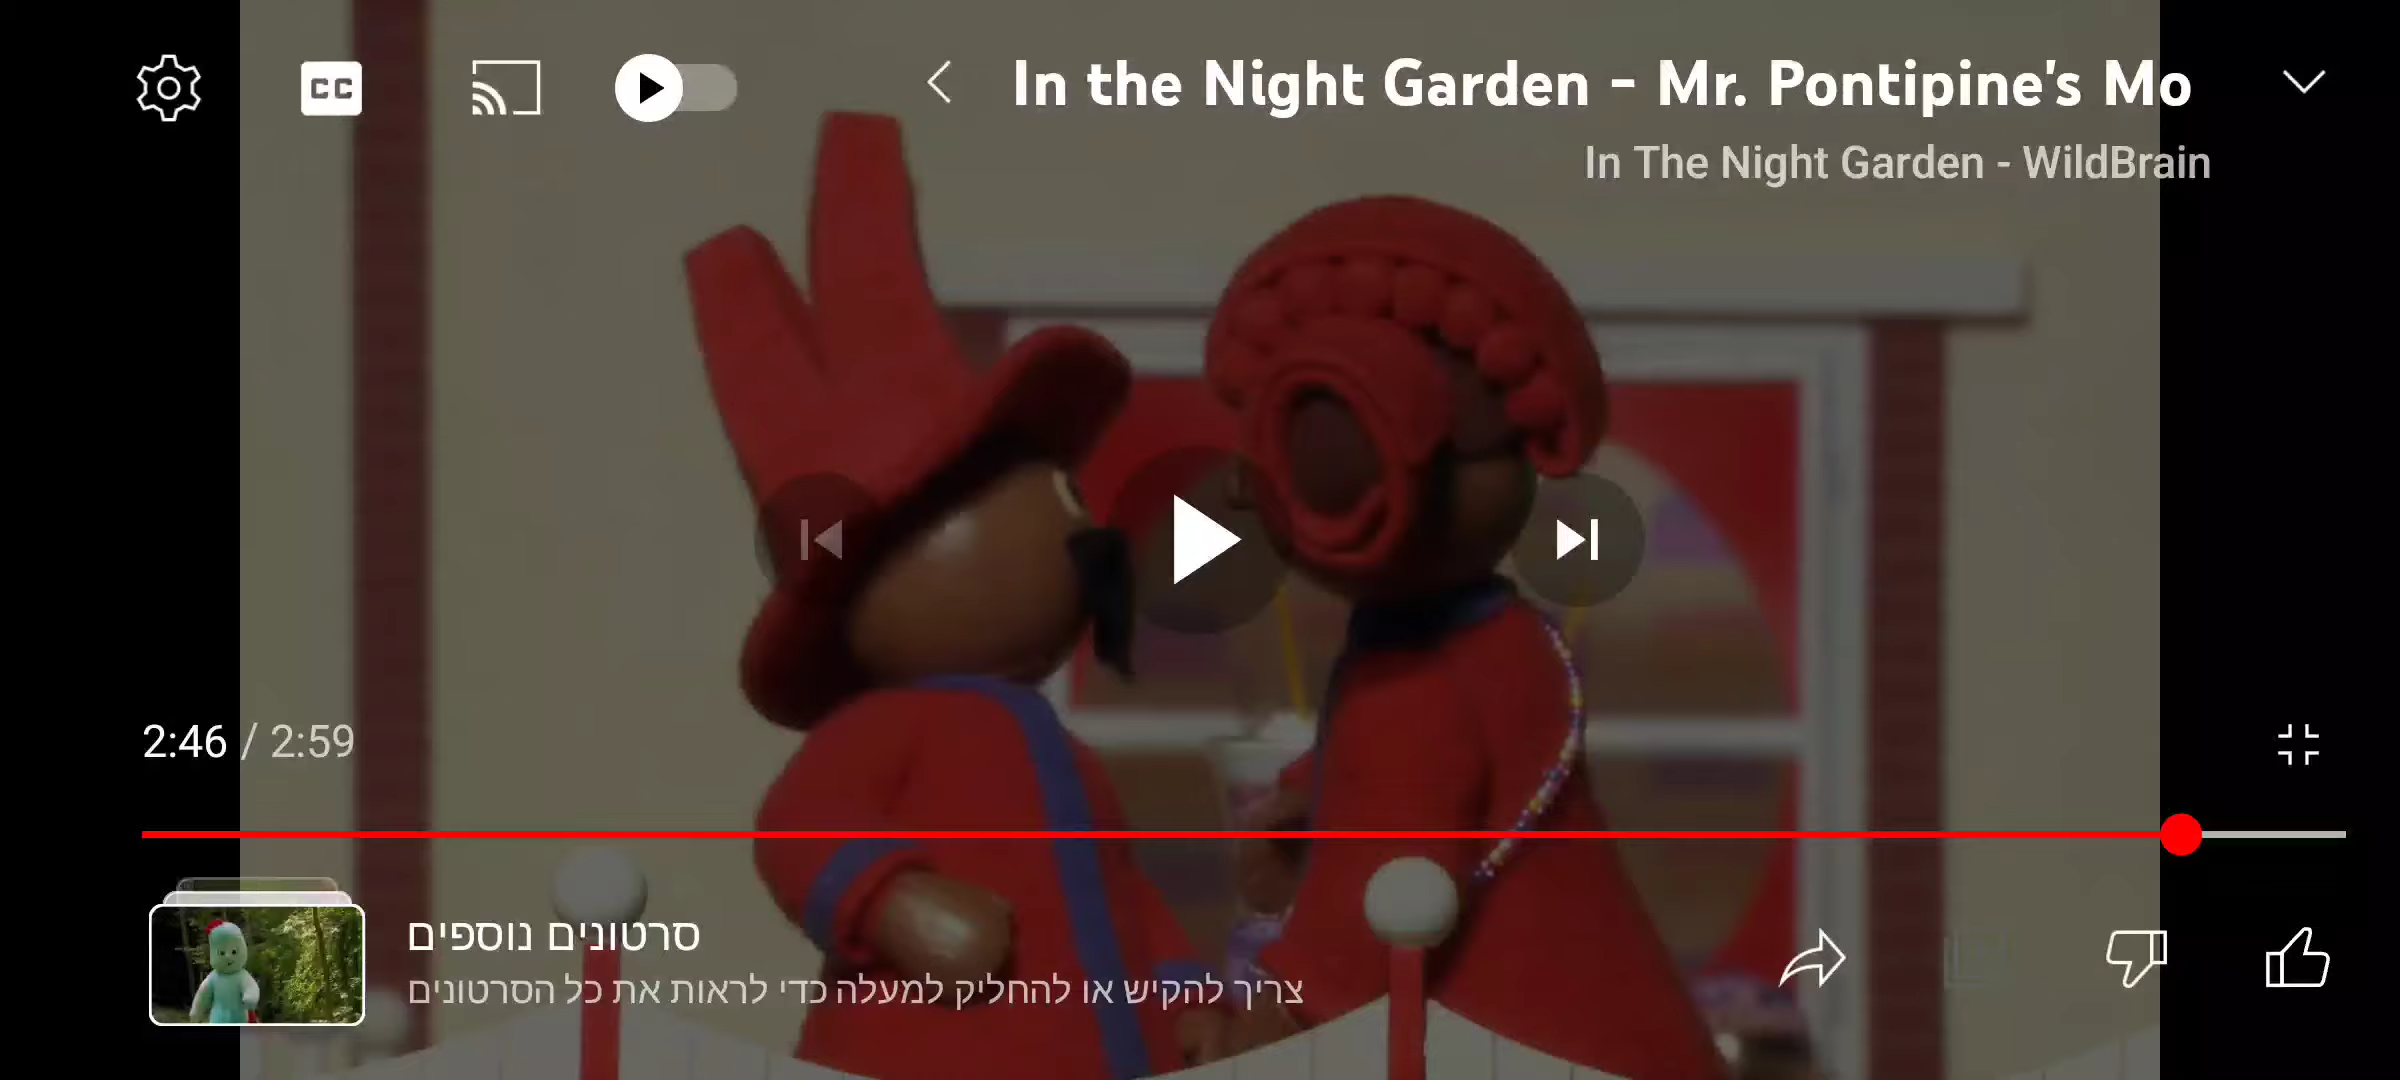 CC
In the Night Garden - Mr. Pontipine's Mo
In The Night Garden - WildBrain
2:46 / 2:59
סרטונים נוספים
צריך להקיש או להחליק למעלה כדי לראות את כל הסרטונים